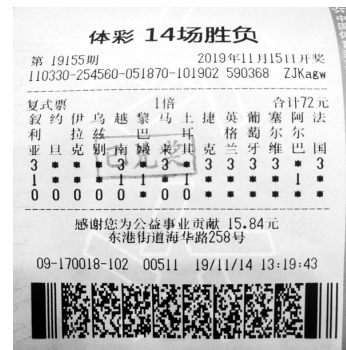 体彩 14场胜负
第 19155期 2019年11月15日开奖
110330-254560-051870-101902 590368 ZJKagw
复式票 1倍 合计72元
叙 约 伊 乌 越 黎 马 土 捷 英 葡 塞 阿 法
利 拉 兹 巴 耳 格 萄 尔 尔
亚 旦 克 别 南 嫩 来 其 克 兰 牙 维 巴 国
3 * * * 3 3 * * 3 3 3 3 3 3
1 * * * 1 * 1 * * * * * 1 *
0 0 0 0 * * 0 0 * * * * 0 *
已兑奖
感谢您为公益事业贡献 15.84元
东港街道海华路258号
09-170018-102 00511 19/11/14 13:19:43